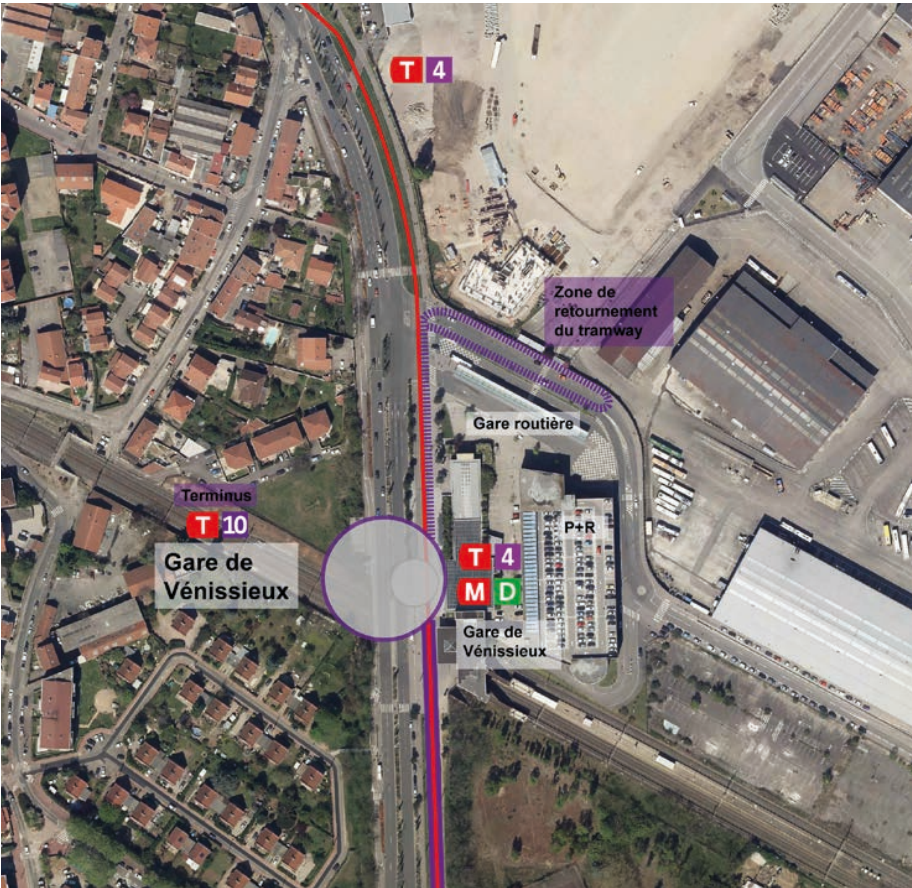 T 4
Zone de
retournement
du tramway
Gare routière
Terminus
T 10
Gare de
Vénissieux
P+R
T 4
M D
Gare de
Vénissieux